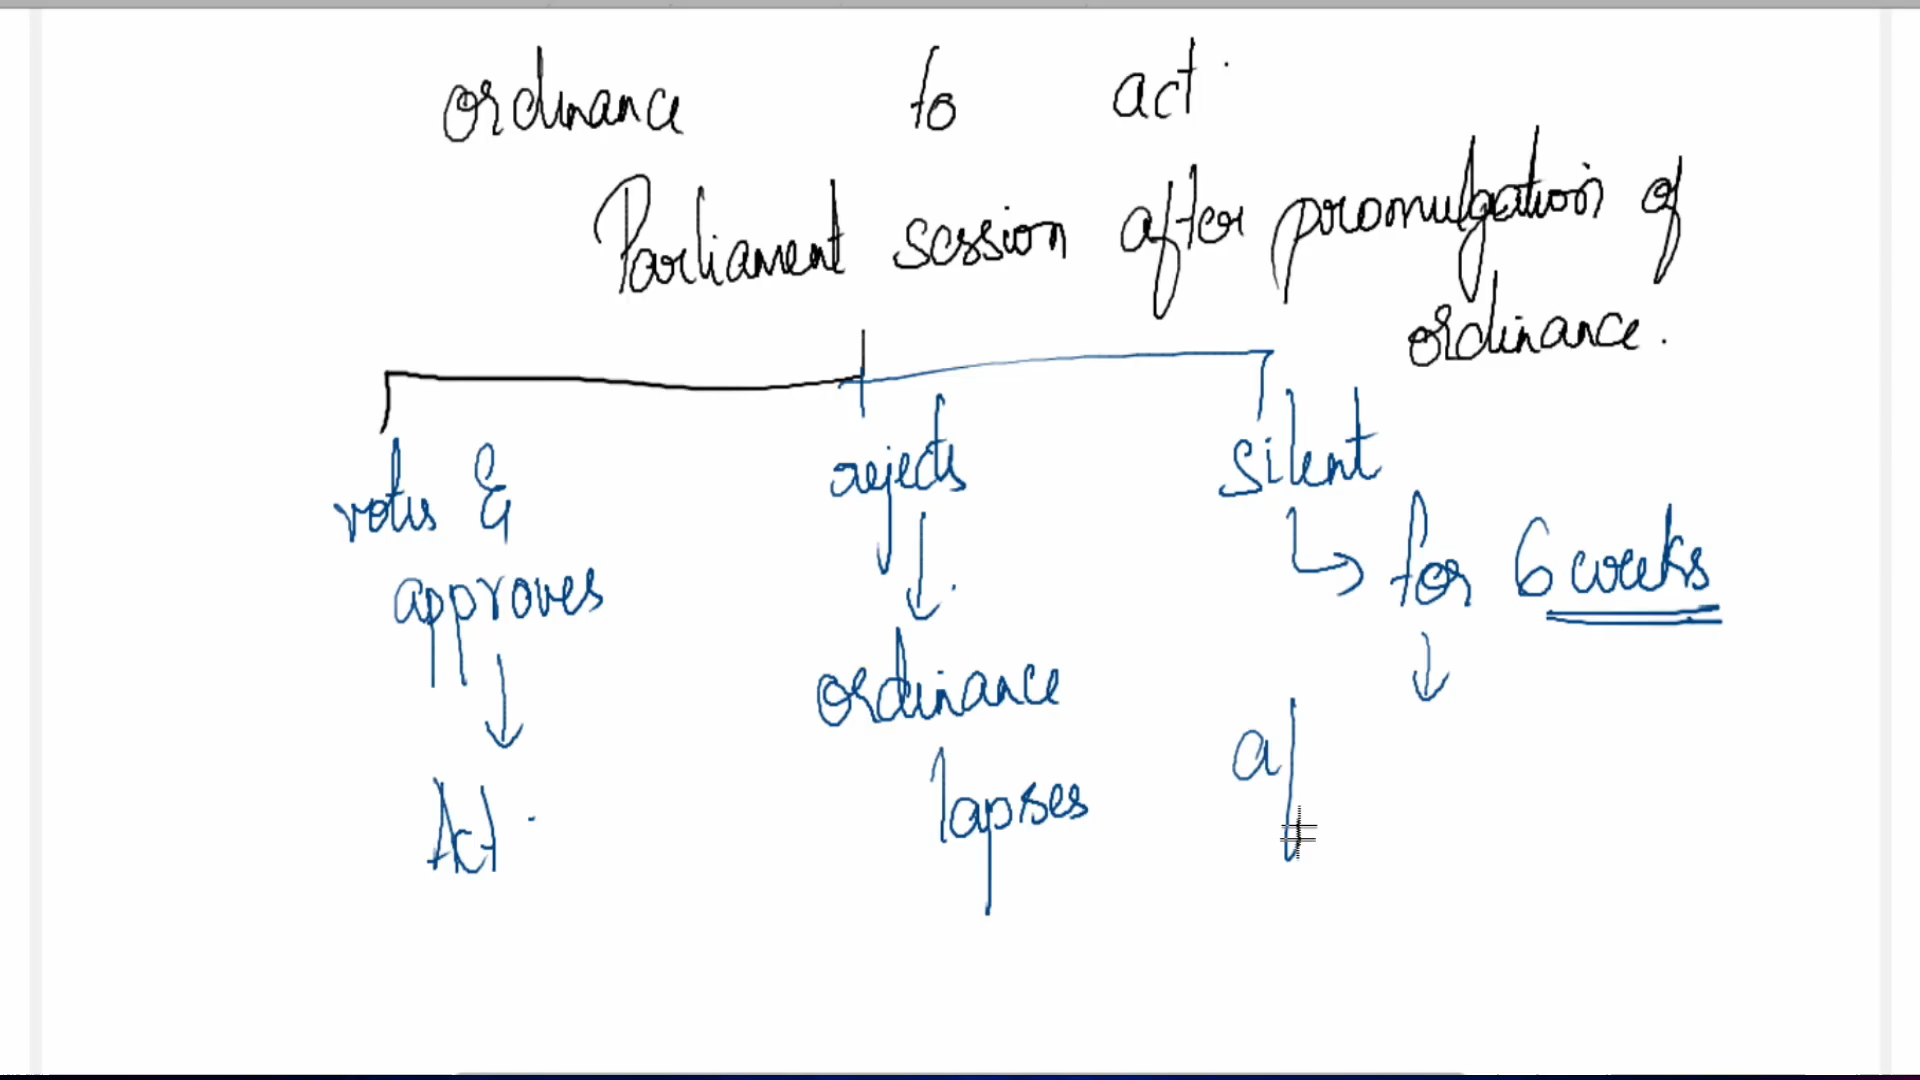 ordinance to act.
Parliament session after promulgation of
ordinance.
votes & rejects silent
approves for 6 weeks
ordinance
lapses
Act.